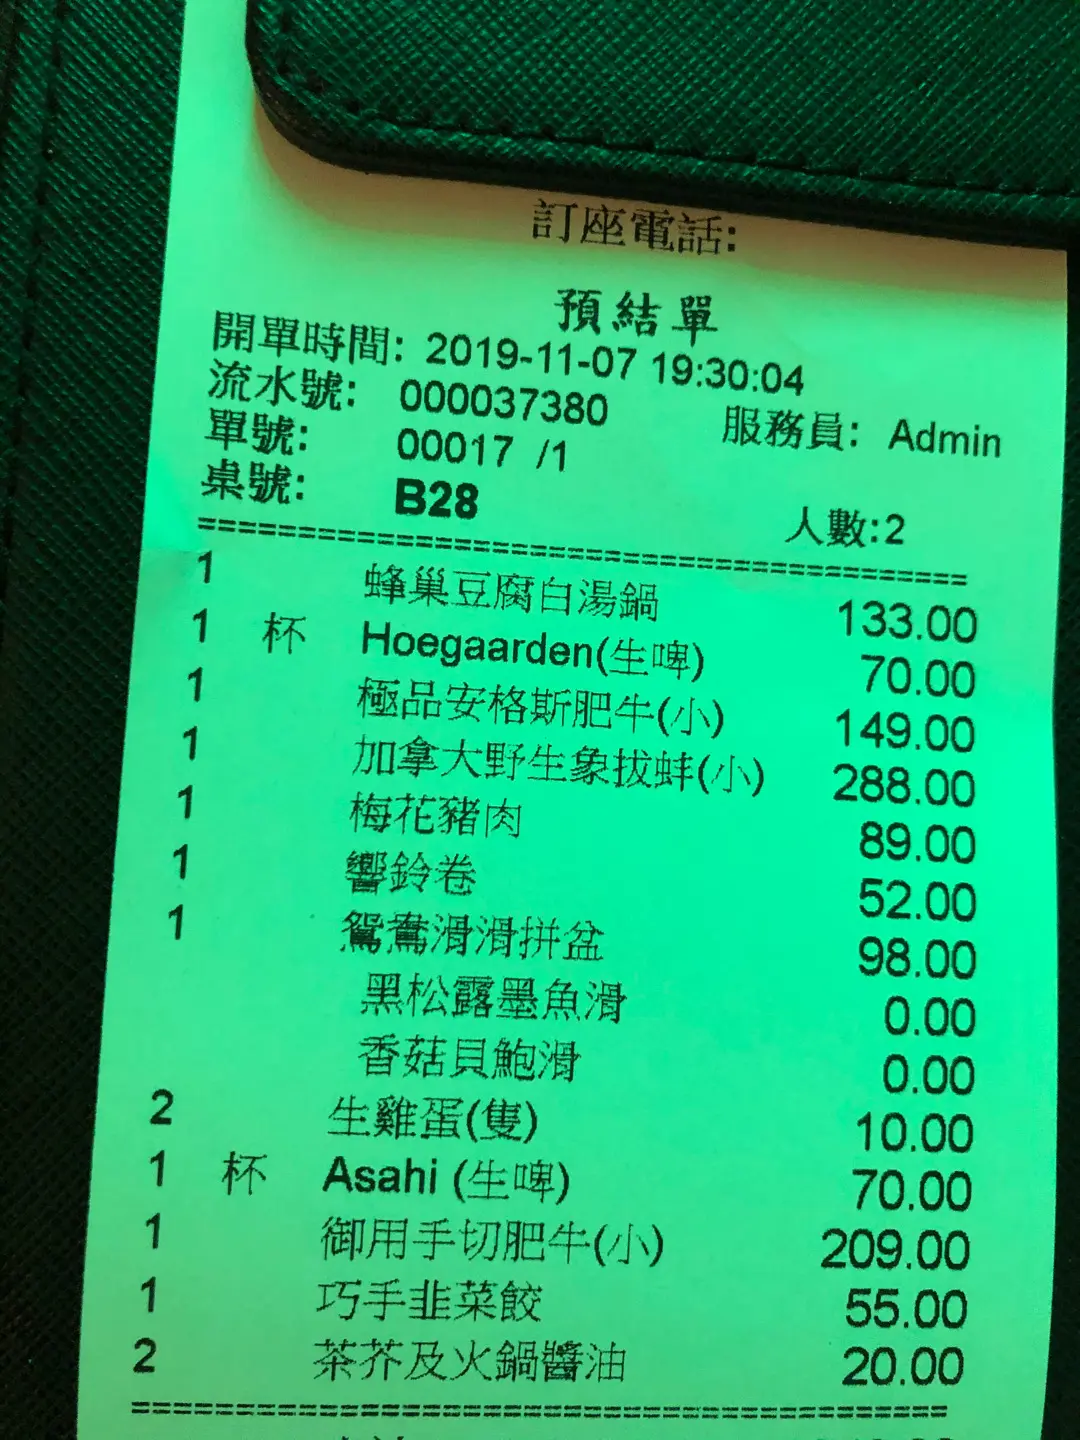 訂座電話:
預結單
開單時間: 2019-11-07 19:30:04
流水號: 000037380 服務員: Admin
單號: 00017 /1
桌號: B28 人數:2
1 蜂巢豆腐白湯鍋 133.00
1 杯 Hoegaarden(生啤) 70.00
1 極品安格斯肥牛(小) 149.00
1 加拿大野生象拔蚌(小) 288.00
1 梅花豬肉 89.00
1 響鈴卷 52.00
1 鴛鴦滑滑拼盆 98.00
黑松露墨魚滑 0.00
香菇貝鮑滑 0.00
2 生雞蛋(隻) 10.00
1 杯 Asahi (生啤) 70.00
1 御用手切肥牛(小) 209.00
1 巧手韭菜餃 55.00
2 茶芥及火鍋醬油 20.00